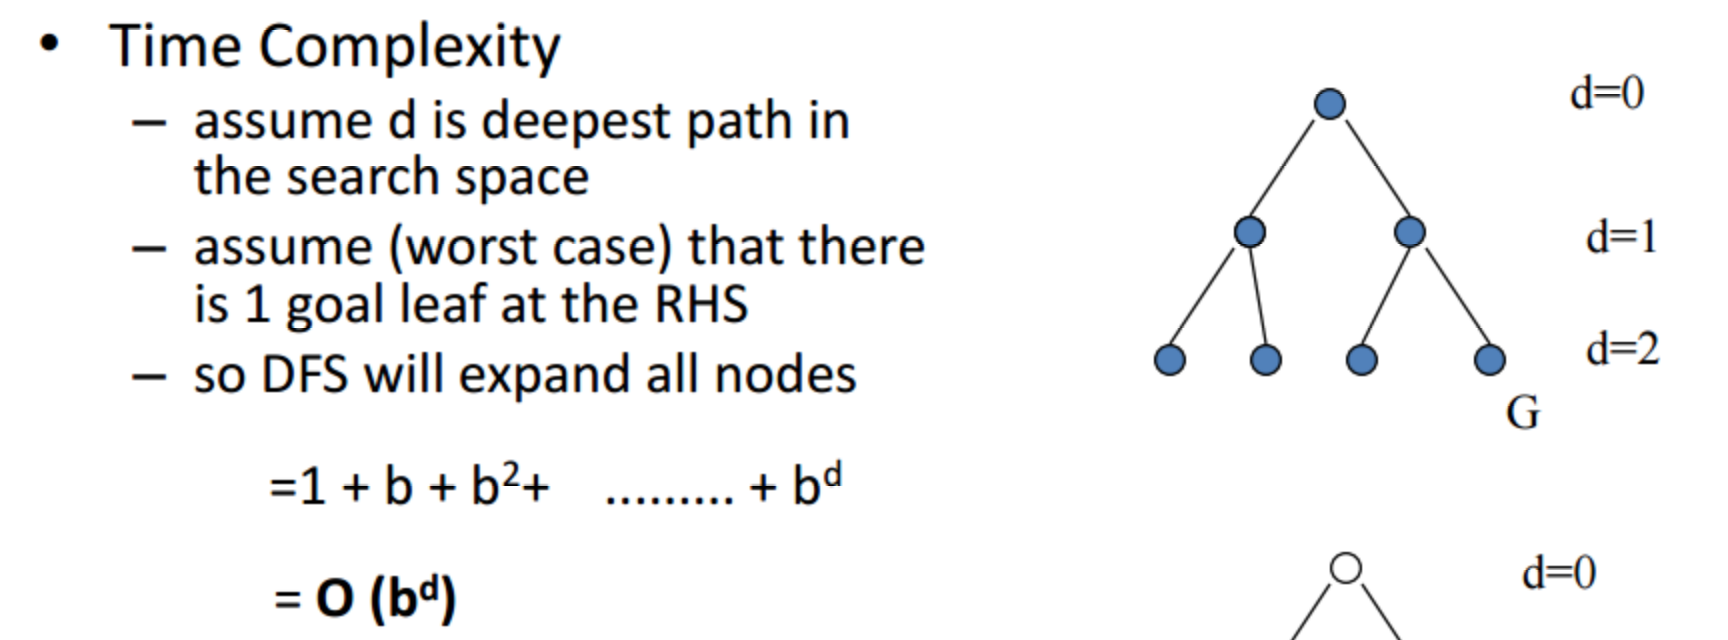 • Time Complexity
– assume d is deepest path in
the search space
– assume (worst case) that there
is 1 goal leaf at the RHS
– so DFS will expand all nodes
=1 + b + b²+ ......... + bᵈ
= O (bᵈ)
d=0
d=1
d=2
G
d=0